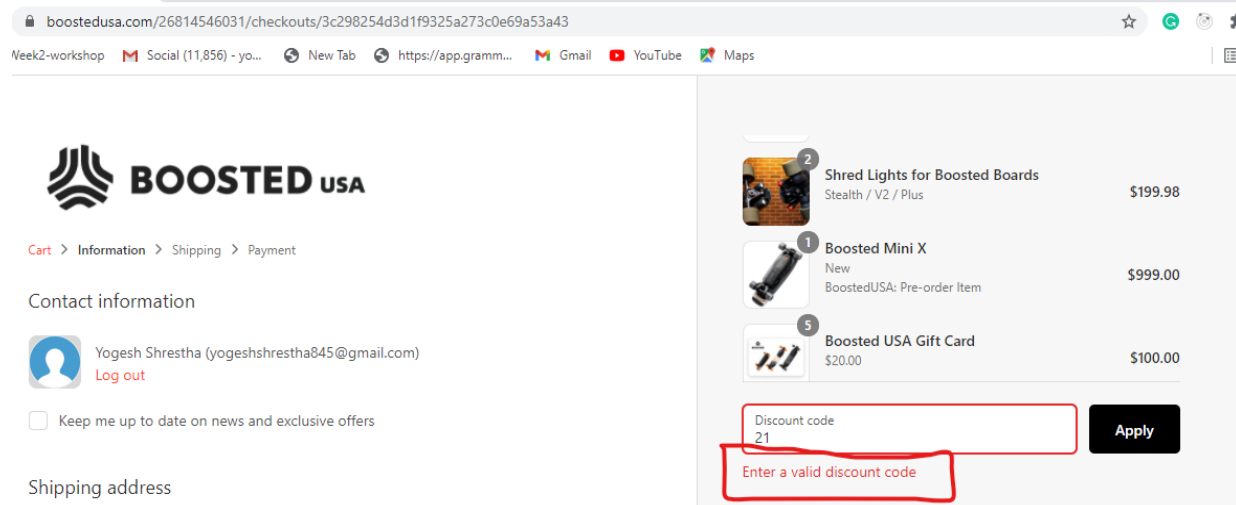 boostedusa.com/26814546031/checkouts/3c298254d3d1f9325a273c0e69a53a43
Week2-workshop Social (11,856) - yo... New Tab https://app.gramm... Gmail YouTube Maps
BOOSTED USA
Cart > Information > Shipping > Payment
Contact information
Yogesh Shrestha (yogeshshrestha845@gmail.com)
Log out
Keep me up to date on news and exclusive offers
Shipping address
2
Shred Lights for Boosted Boards
Stealth / V2 / Plus
$199.98
1
Boosted Mini X
New
BoostedUSA: Pre-order Item
$999.00
5
Boosted USA Gift Card
$20.00
$100.00
Discount code
21
Apply
Enter a valid discount code